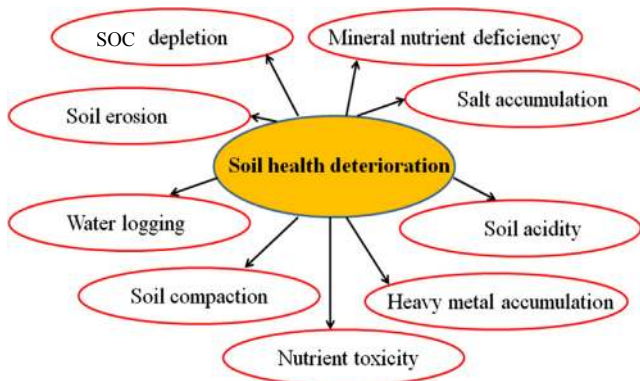 SOC depletion
Mineral nutrient deficiency
Salt accumulation
Soil erosion
Soil health deterioration
Water logging
Soil acidity
Soil compaction
Heavy metal accumulation
Nutrient toxicity